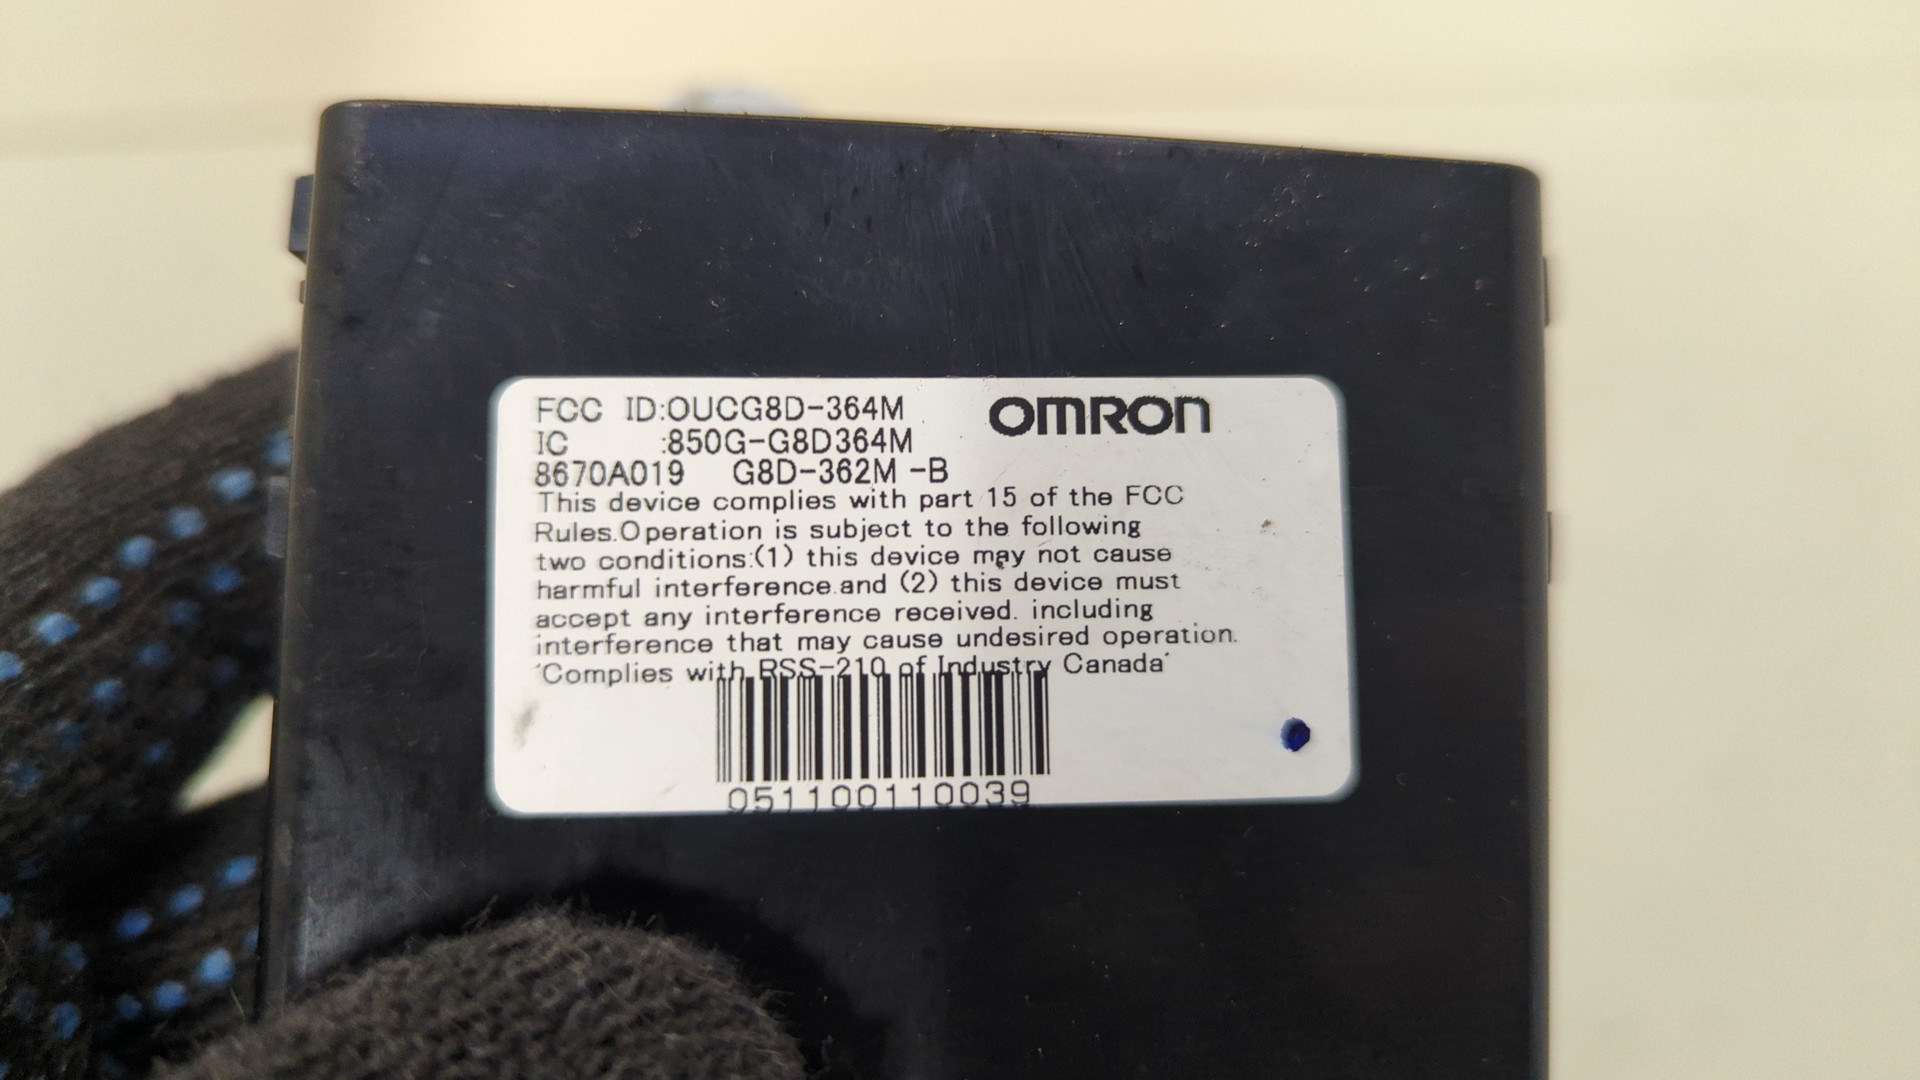 FCC ID:OUCG8D-364M
OMRON
IC :850G-G8D364M
8670A019 G8D-362M -B
This device complies with part 15 of the FCC
Rules.Operation is subject to the following
two conditions:(1) this device may not cause
harmful interference.and (2) this device must
accept any interference received. including
interference that may cause undesired operation.
´Complies with RSS-210 of Industry Canada´
051100110039